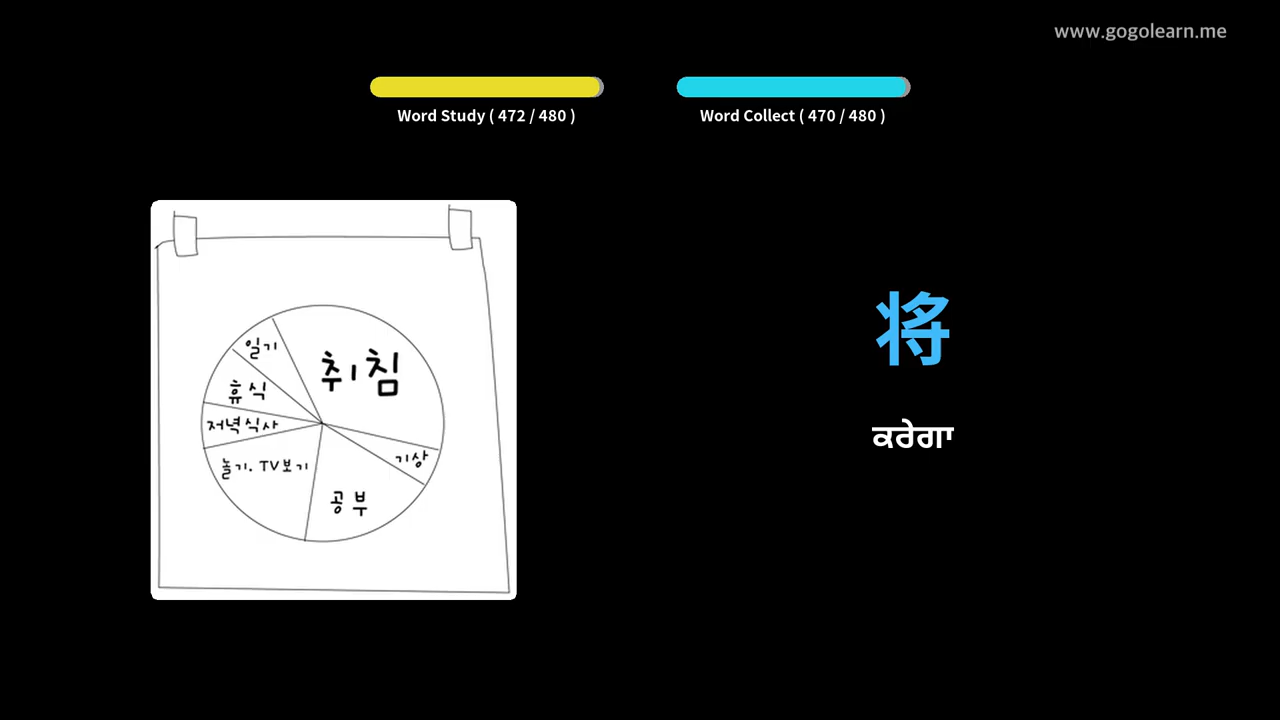 www.gogolearn.me
Word Study ( 472 / 480 )
Word Collect ( 470 / 480 )
일기
취침
휴식
저녁식사
놀기. TV보기
기상
공부
将
ਕਰੇਗਾ